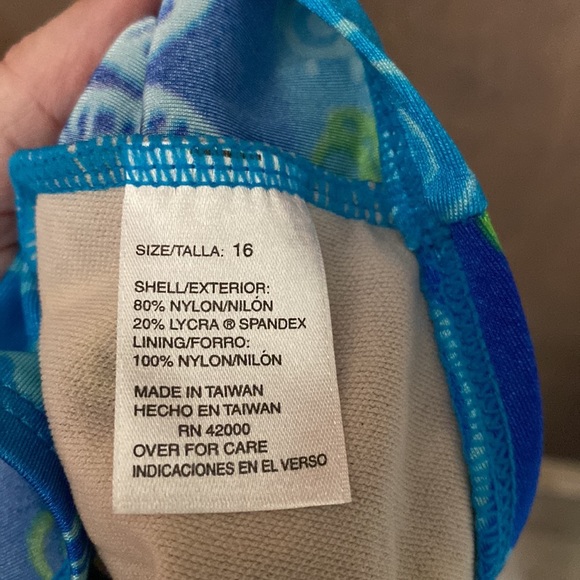 SIZE/TALLA: 16
SHELL/EXTERIOR:
80% NYLON/NILÓN
20% LYCRA ® SPANDEX
LINING/FORRO:
100% NYLON/NILÓN
MADE IN TAIWAN
HECHO EN TAIWAN
RN 42000
OVER FOR CARE
INDICACIONES EN EL VERSO